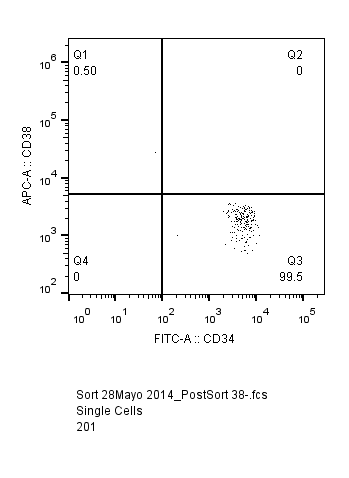 Q1
0.50
Q2
0
10^6
10^5
10^4
10^3
10^2
APC-A :: CD38
Q4
0
Q3
99.5
10^0
10^1
10^2
10^3
10^4
10^5
FITC-A :: CD34
Sort 28Mayo 2014_PostSort 38-.fcs
Single Cells
201